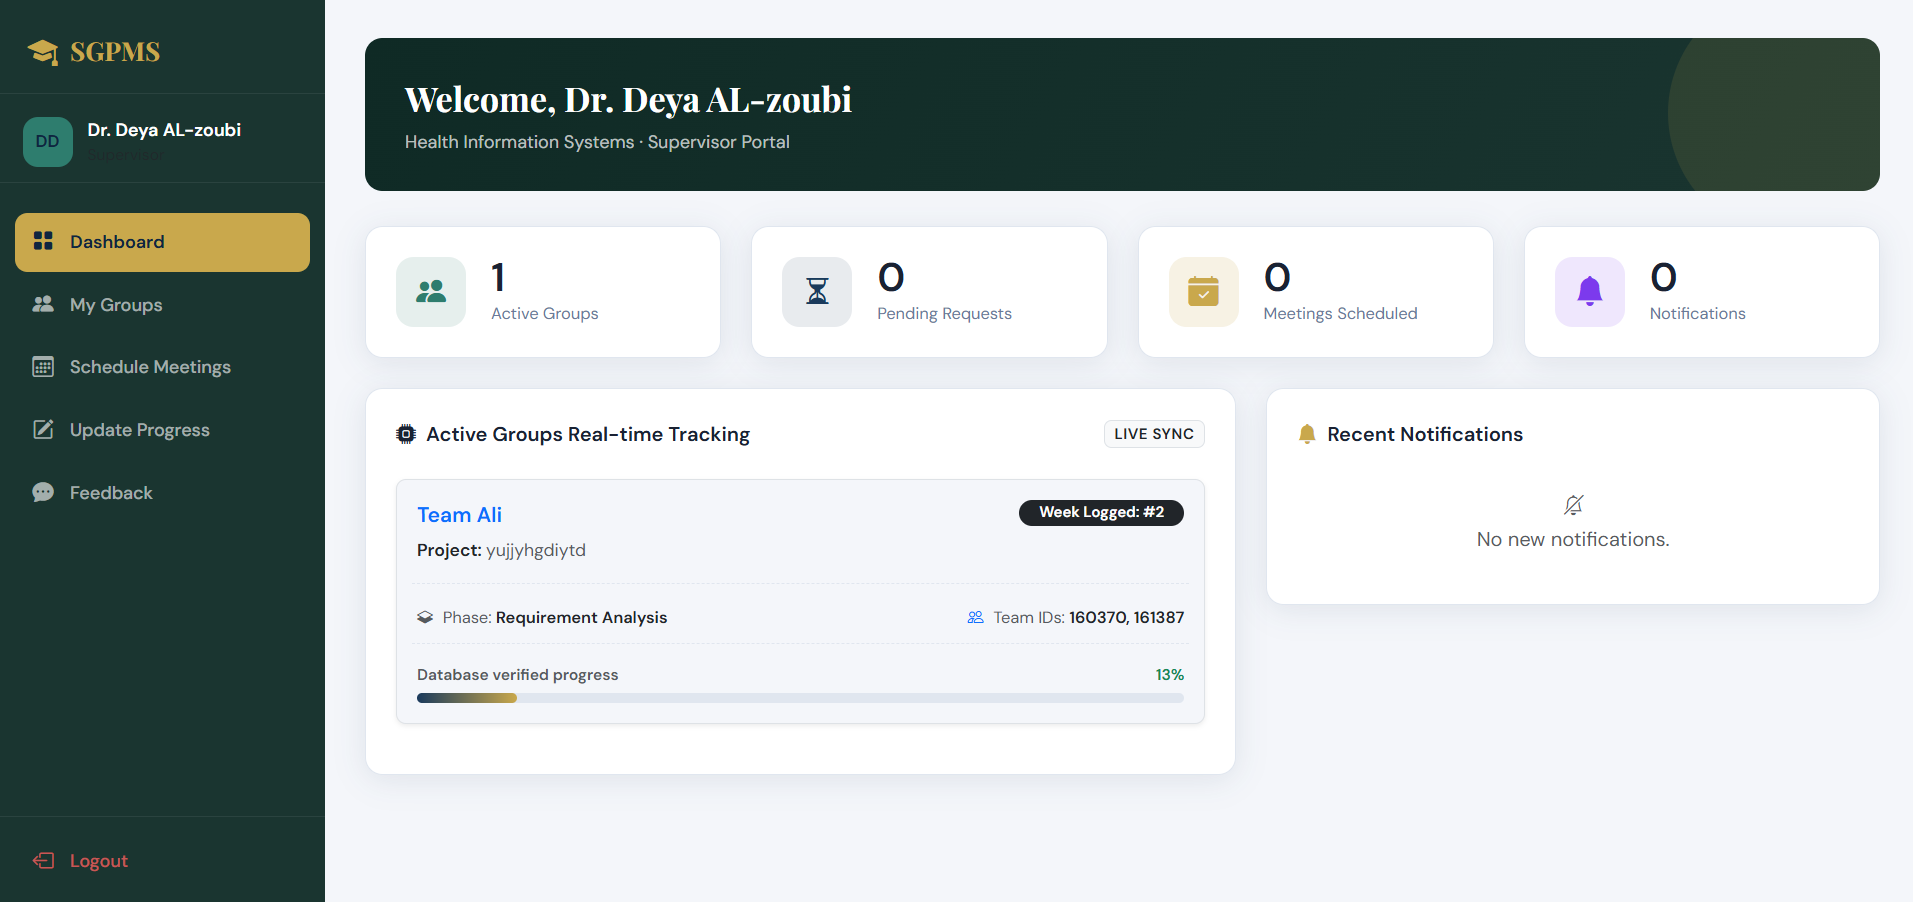 SGPMS
DD
Dr. Deya AL-zoubi
Supervisor
Dashboard
My Groups
Schedule Meetings
Update Progress
Feedback
Logout
Welcome, Dr. Deya AL-zoubi
Health Information Systems · Supervisor Portal
1
Active Groups
0
Pending Requests
0
Meetings Scheduled
0
Notifications
Active Groups Real-time Tracking
LIVE SYNC
Team Ali
Week Logged: #2
Project: yujjyhgdiytd
Phase: Requirement Analysis
Team IDs: 160370, 161387
Database verified progress
13%
Recent Notifications
No new notifications.